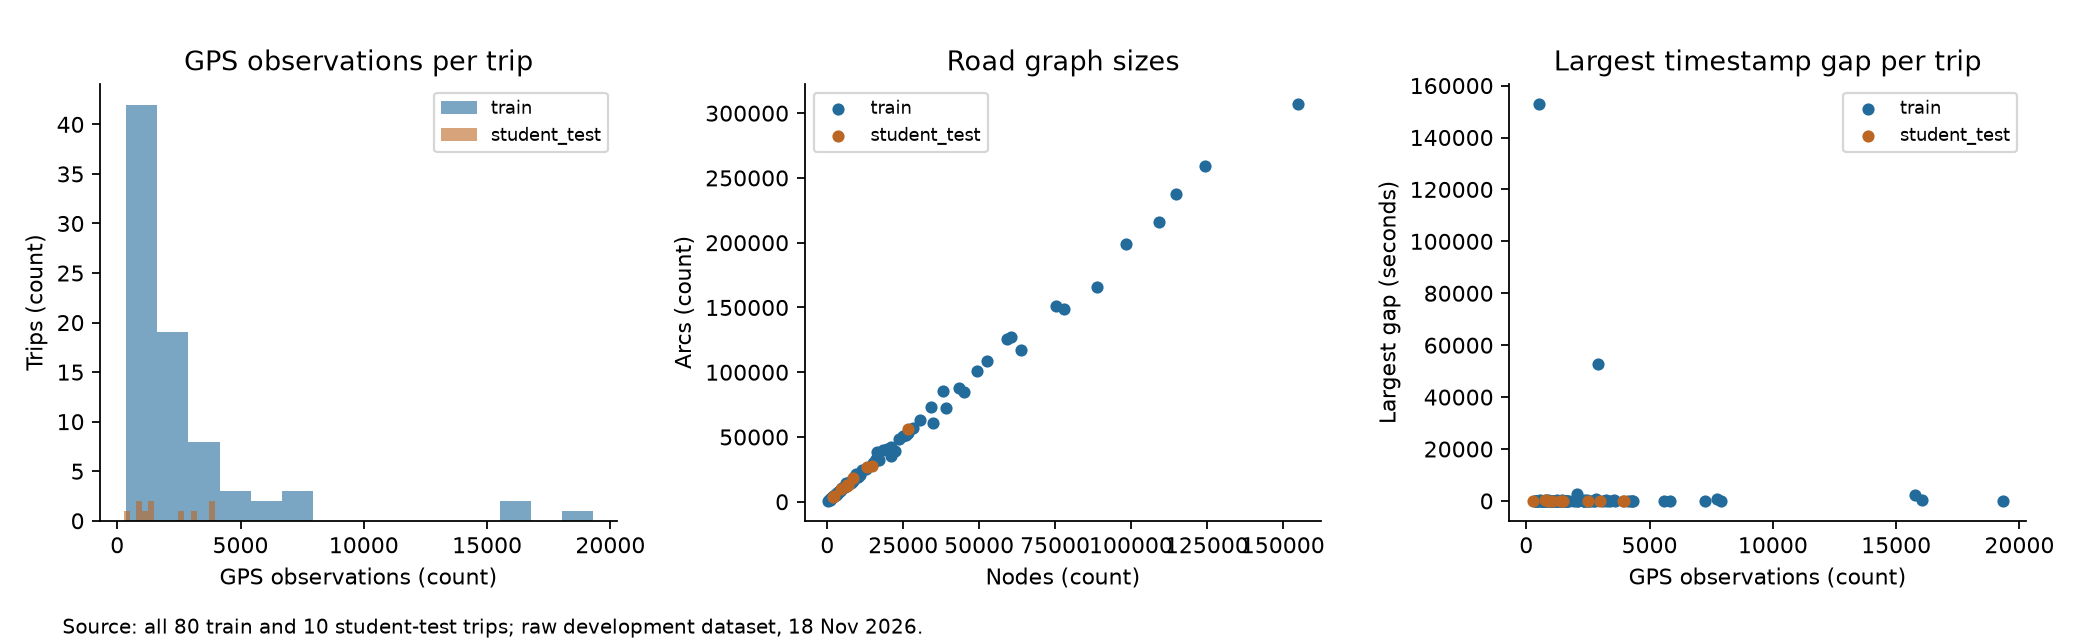 GPS observations per trip
train
student_test
40
35
30
25
20
15
10
5
0
Trips (count)
0 5000 10000 15000 20000
GPS observations (count)
Road graph sizes
train
student_test
300000
250000
200000
150000
100000
50000
0
Arcs (count)
0 25000 50000 75000 100000 125000 150000
Nodes (count)
Largest timestamp gap per trip
train
student_test
160000
140000
120000
100000
80000
60000
40000
20000
0
Largest gap (seconds)
0 5000 10000 15000 20000
GPS observations (count)
Source: all 80 train and 10 student-test trips; raw development dataset, 18 Nov 2026.